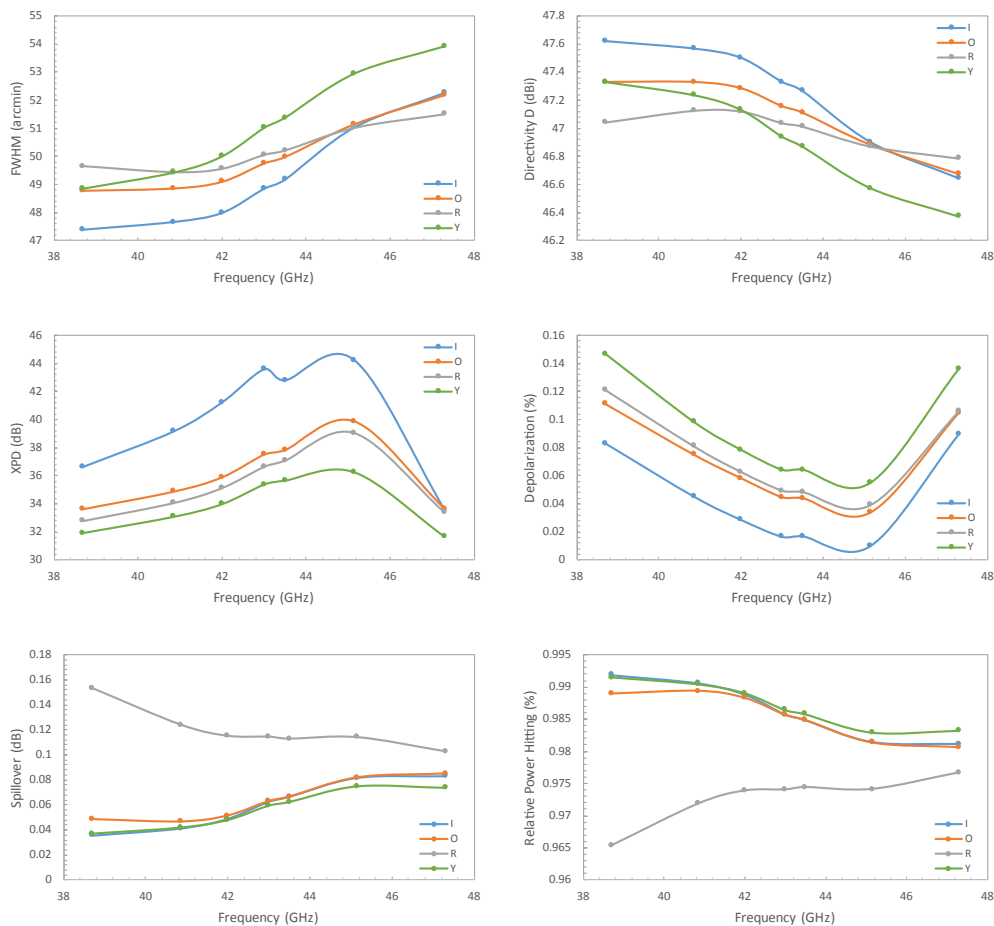 55
54
53
52
51
50
49
48
47
38 40 42 44 46 48
FWHM (arcmin)
Frequency (GHz)
I
O
R
Y
47.6
47.4
47.2
47
46.8
46.6
46.4
46.2
38 40 42 44 46 48
Directivity D (dBi)
Frequency (GHz)
I
O
R
Y
46
44
42
40
38
36
34
32
30
38 40 42 44 46 48
XPD (dB)
Frequency (GHz)
I
O
R
Y
0.16
0.14
0.12
0.1
0.08
0.06
0.04
0.02
0
38 40 42 44 46 48
Depolarization (%)
Frequency (GHz)
I
O
R
Y
0.18
0.16
0.14
0.12
0.1
0.08
0.06
0.04
0.02
0
38 40 42 44 46 48
Spillover (dB)
Frequency (GHz)
I
O
R
Y
0.995
0.99
0.985
0.98
0.975
0.97
0.965
0.96
38 40 42 44 46 48
Relative Power Hitting (%)
Frequency (GHz)
I
O
R
Y